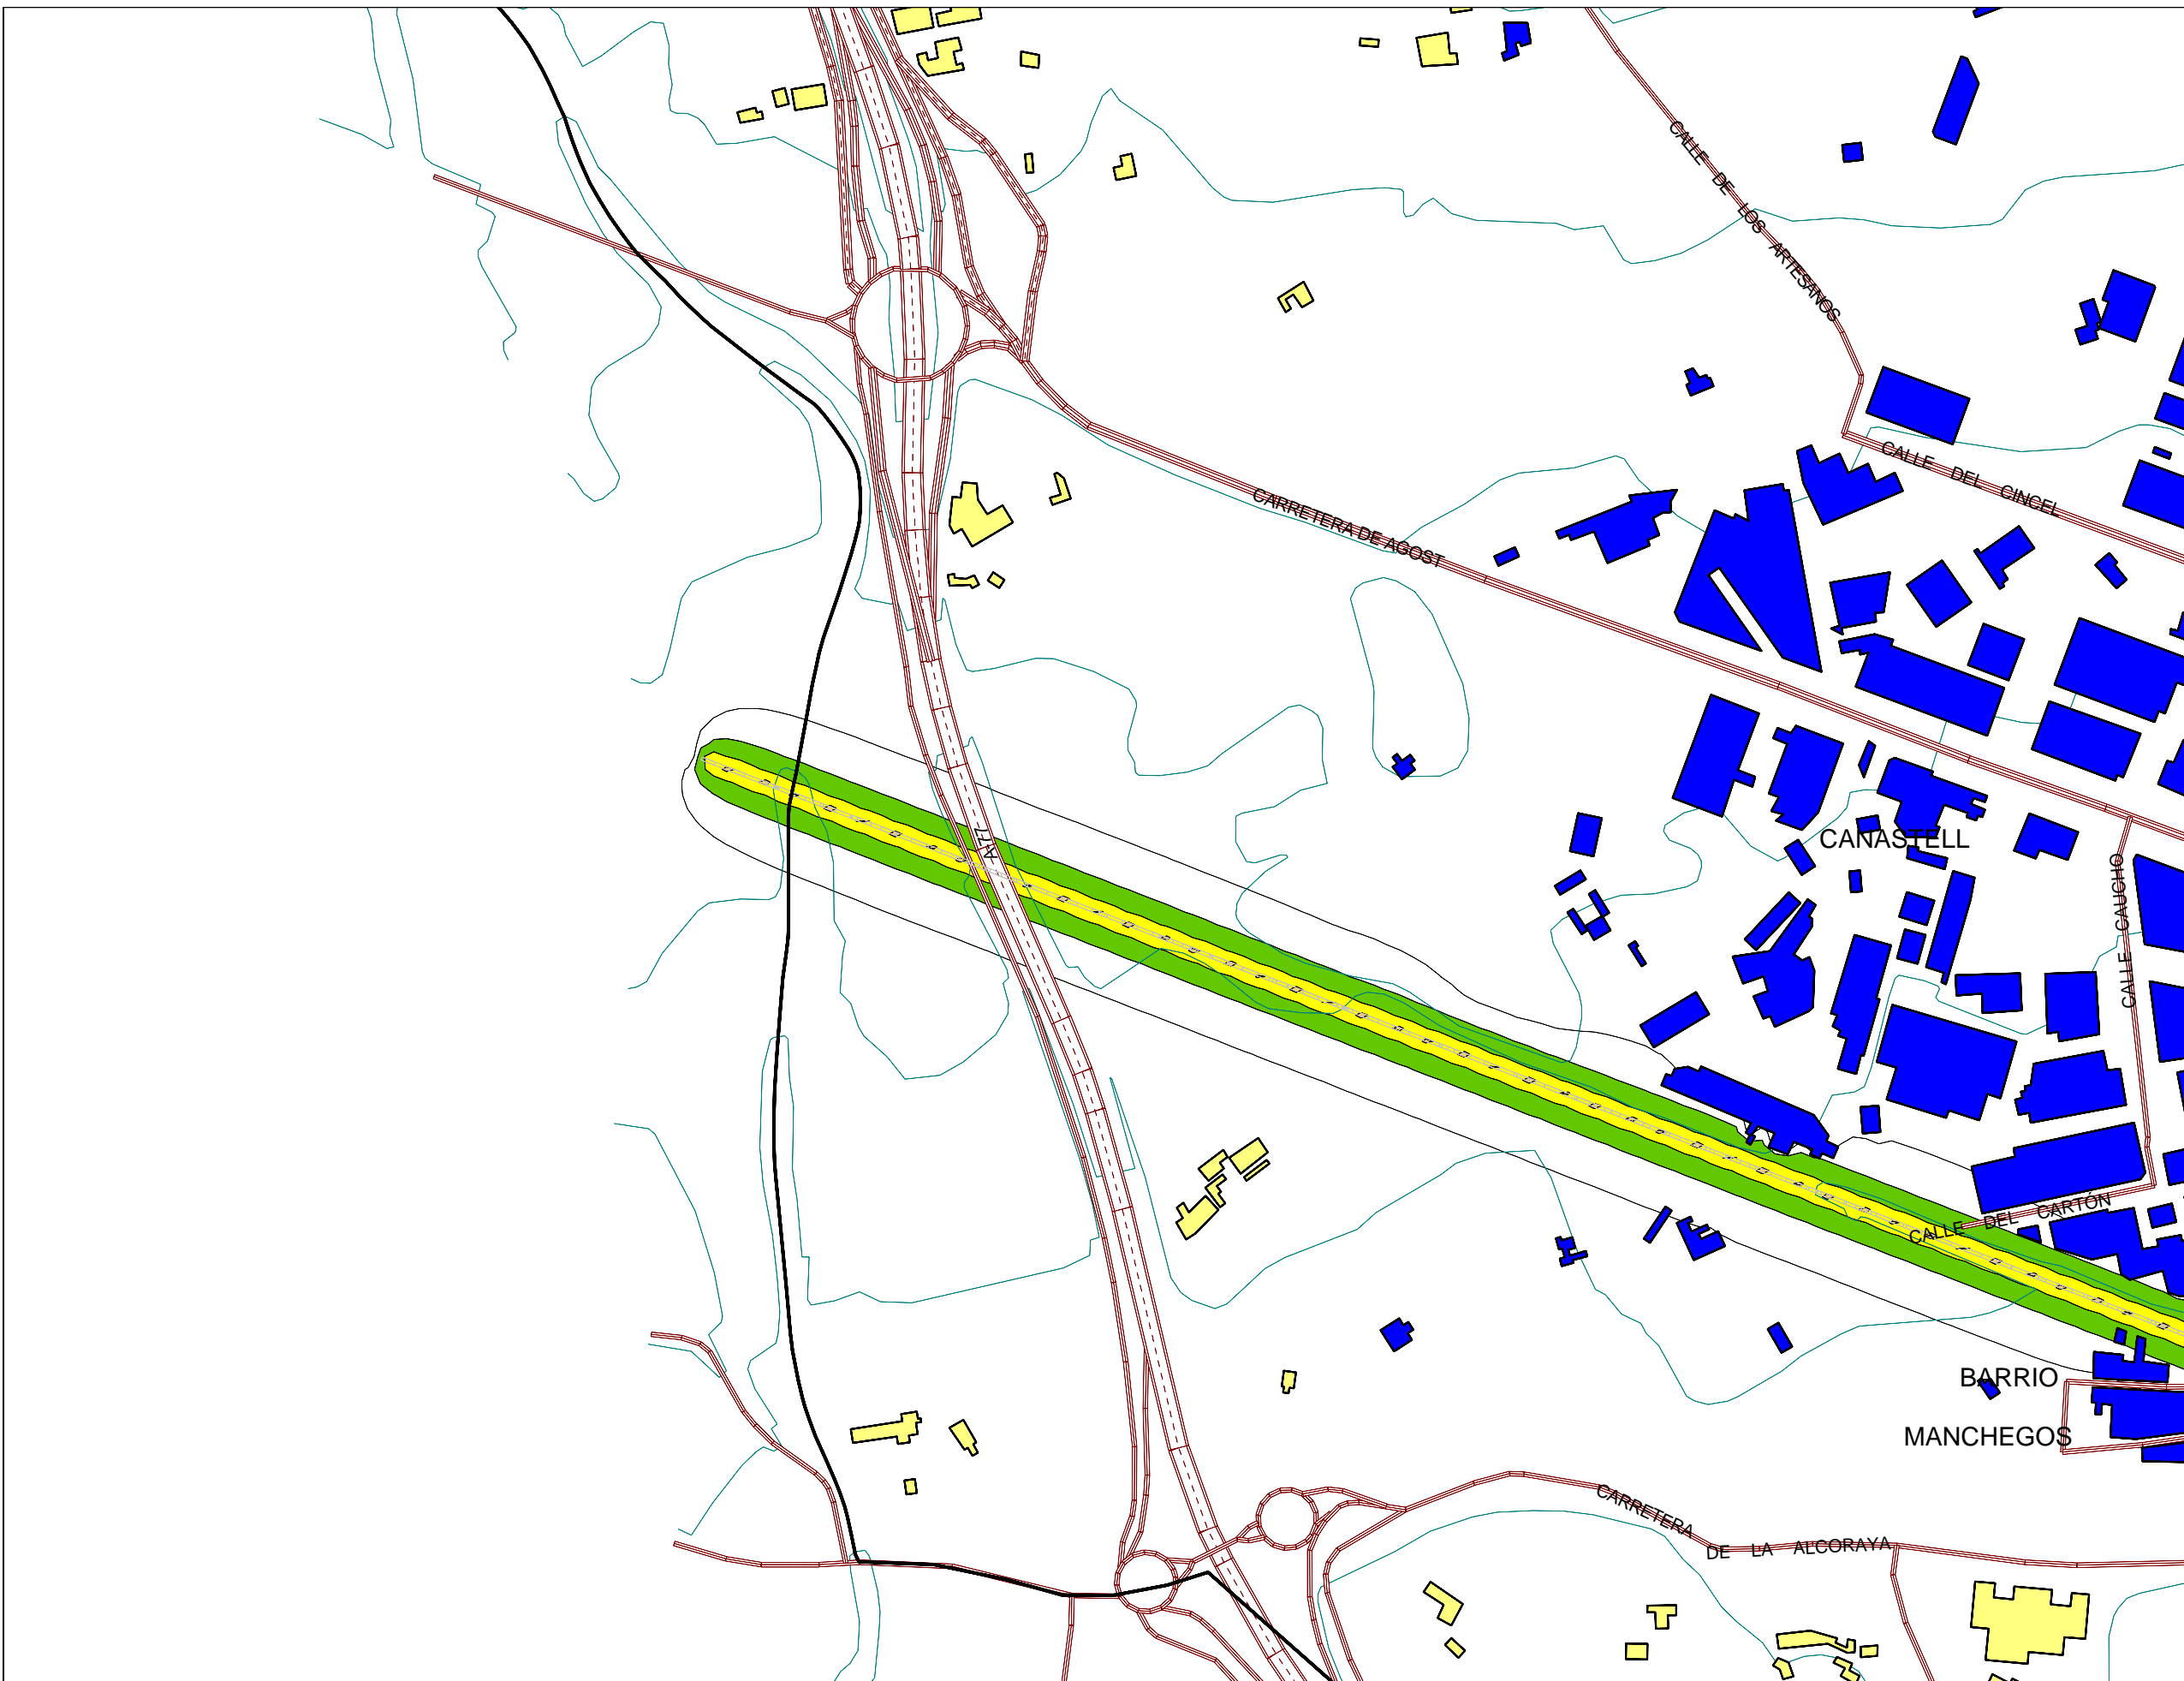 CALLE DE LOS ARTESANOS
CALLE DEL CINCEL
CARRETERA DE AGOST
A-77
CANASTELL
CALLE CAUCHO
CALLE DEL CARTÓN
BARRIO
MANCHEGOS
CARRETERA
DE LA ALCORAYA